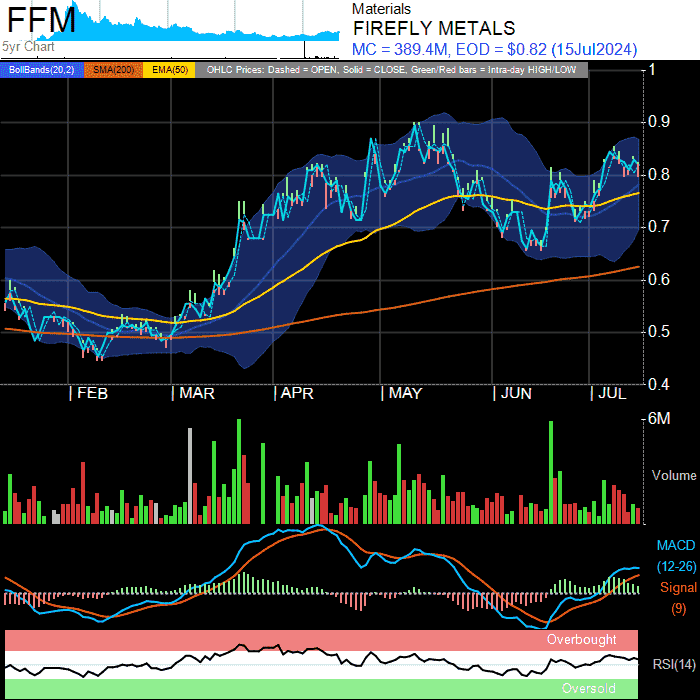 FFM
5yr Chart
Materials
FIREFLY METALS
MC = 389.4M, EOD = $0.82 (15Jul2024)
BollBands(20,2) SMA(200) EMA(50) OHLC Prices: Dashed = OPEN, Solid = CLOSE, Green/Red bars = Intra-day HIGH/LOW
1
0.9
0.8
0.7
0.6
0.5
0.4
| FEB | MAR | APR | MAY | JUN | JUL
6M
Volume
MACD
(12-26)
Signal
(9)
Overbought
RSI(14)
Oversold